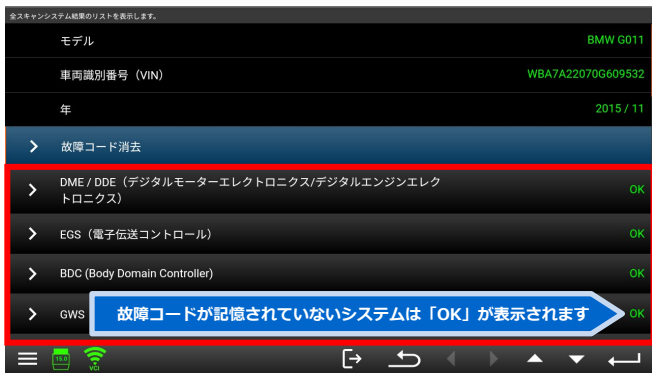 全スキャンシステム結果のリストを表示します。
モデル
BMW G011
車両識別番号（VIN）
WBA7A22070G609532
年
2015 / 11
故障コード消去
DME / DDE（デジタルモーターエレクトロニクス/デジタルエンジンエレク
トロニクス）
OK
EGS（電子伝送コントロール）
OK
BDC (Body Domain Controller)
OK
GWS
故障コードが記憶されていないシステムは「OK」が表示されます
OK
15.0
VCI